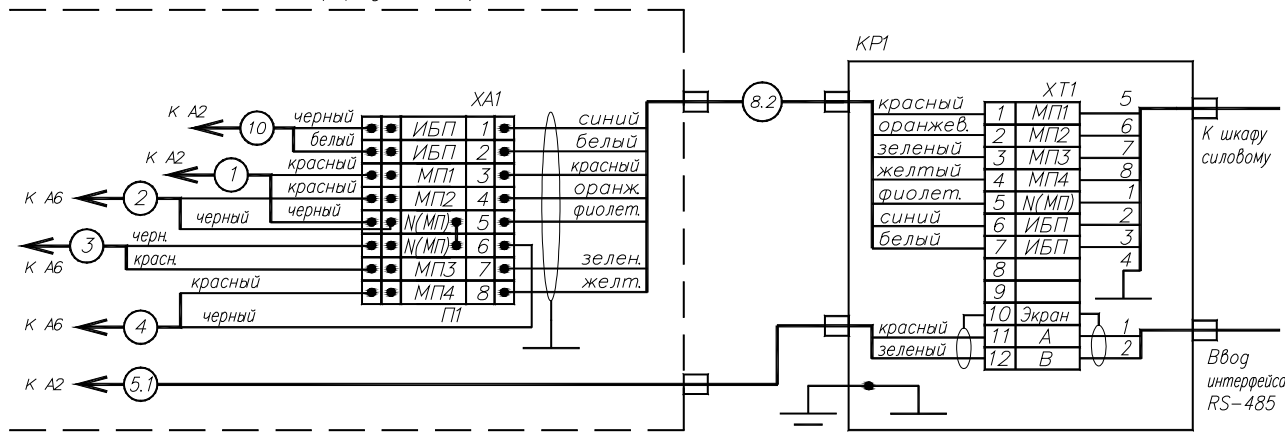 КР1
ХА1
ХТ1
К А2
10
черный
белый
ИБП 1 синий
ИБП 2 белый
К А2
1
красный
МП1 3 красный
К А6
2
красный
МП2 4 оранж.
черный
черный
N(МП) 5 фиолет.
К А6
3
черн.
N(МП) 6
красн.
МП3 7 зелен.
красный
МП4 8 желт.
П1
К А6
4
черный
К А2
5.1
8.2
красный 1 МП1 5
оранжев. 2 МП2 6
зеленый 3 МП3 7
желтый 4 МП4 8
фиолет. 5 N(МП) 1
синий 6 ИБП 2
белый 7 ИБП 3
8 4
9
10 Экран
красный 11 А 1
зеленый 12 В 2
К шкафу
силовому
Ввод
интерфейса
RS-485